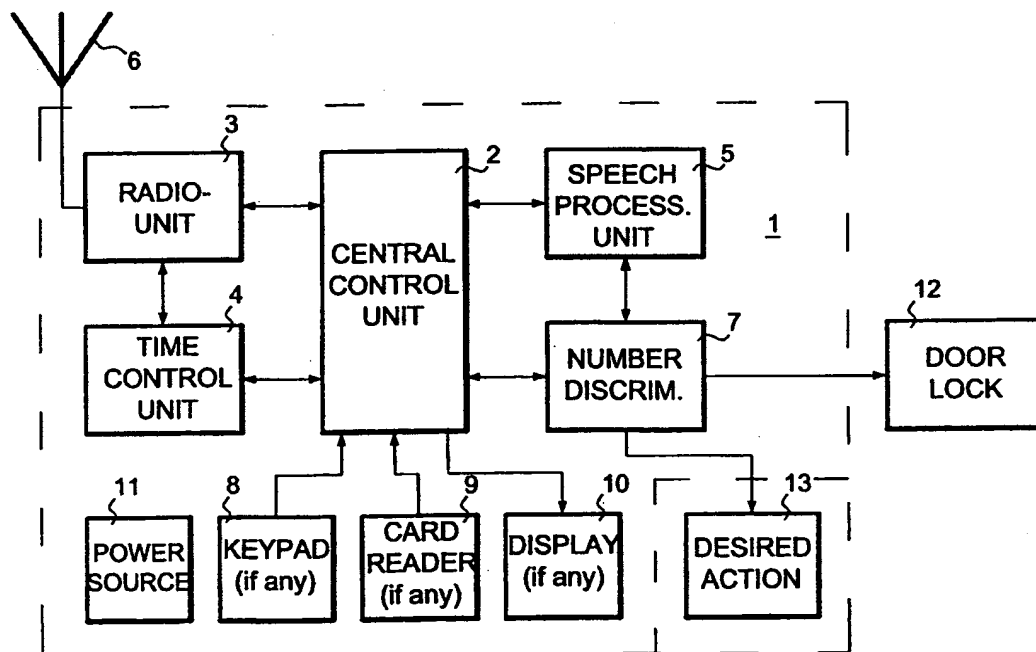 6
3
RADIO-
UNIT
2
CENTRAL
CONTROL
UNIT
5
SPEECH
PROCESS.
UNIT
1
4
TIME
CONTROL
UNIT
7
NUMBER
DISCRIM.
12
DOOR
LOCK
11
POWER
SOURCE
8
KEYPAD
(if any)
9
CARD
READER
(if any)
10
DISPLAY
(if any)
13
DESIRED
ACTION